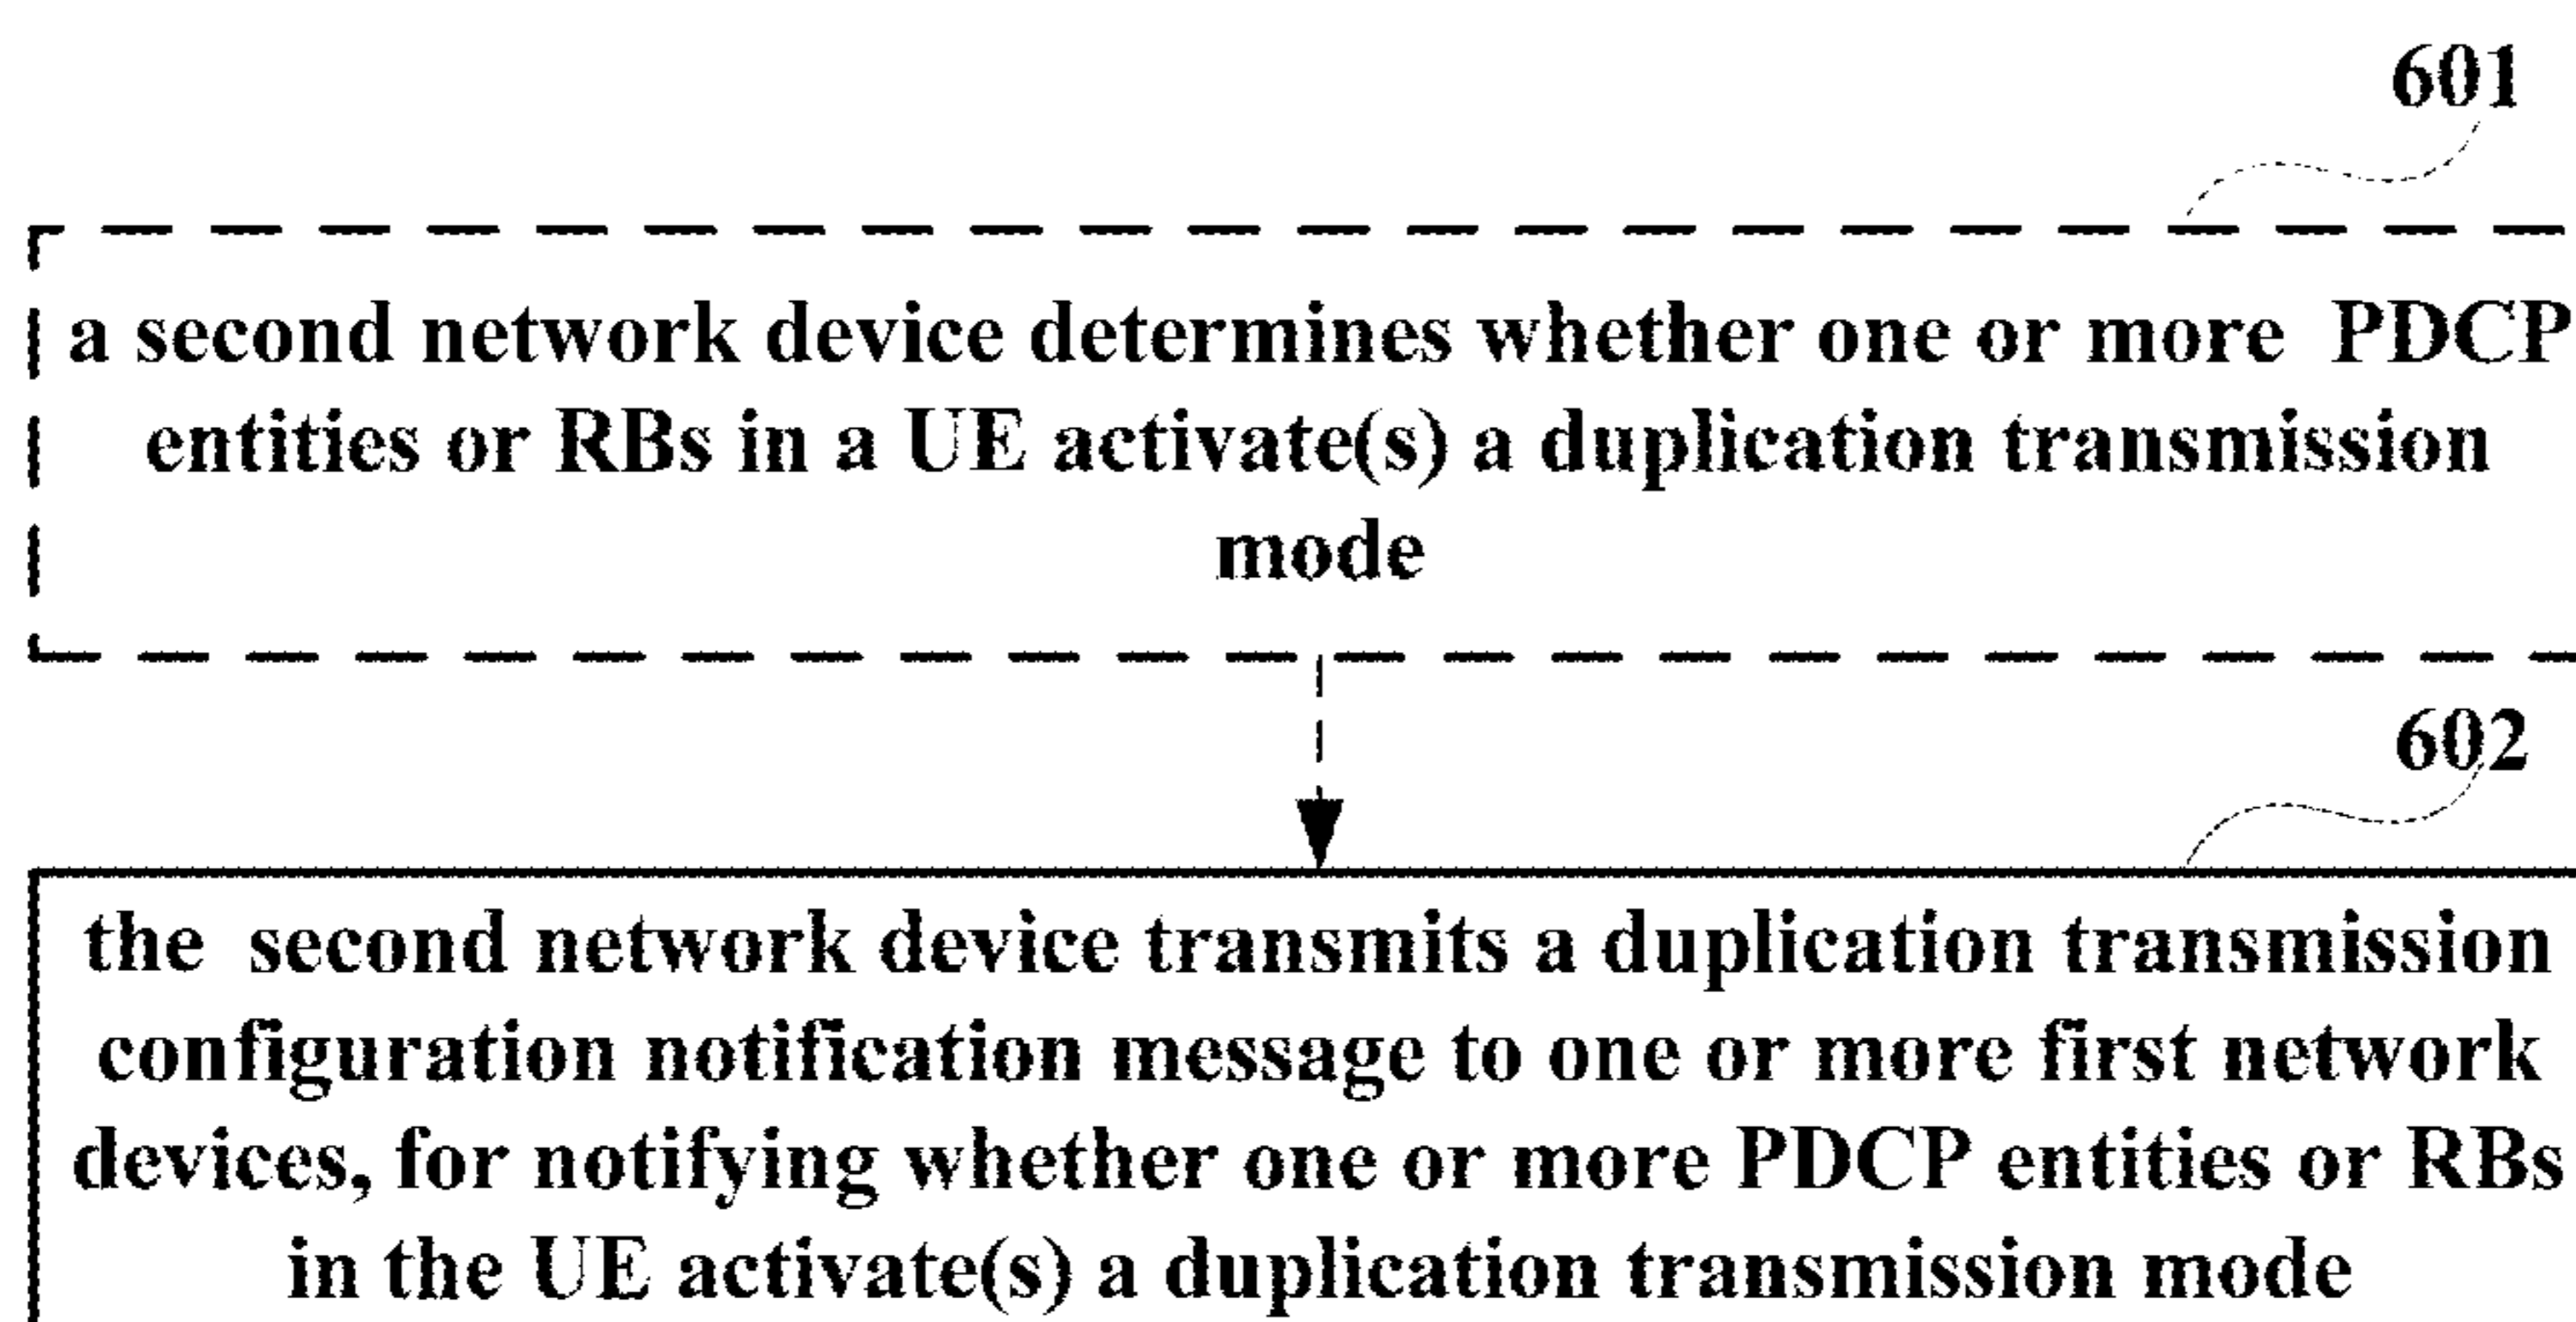 601
a second network device determines whether one or more PDCP
entities or RBs in a UE activate(s) a duplication transmission
mode
602
the second network device transmits a duplication transmission
configuration notification message to one or more first network
devices, for notifying whether one or more PDCP entities or RBs
in the UE activate(s) a duplication transmission mode